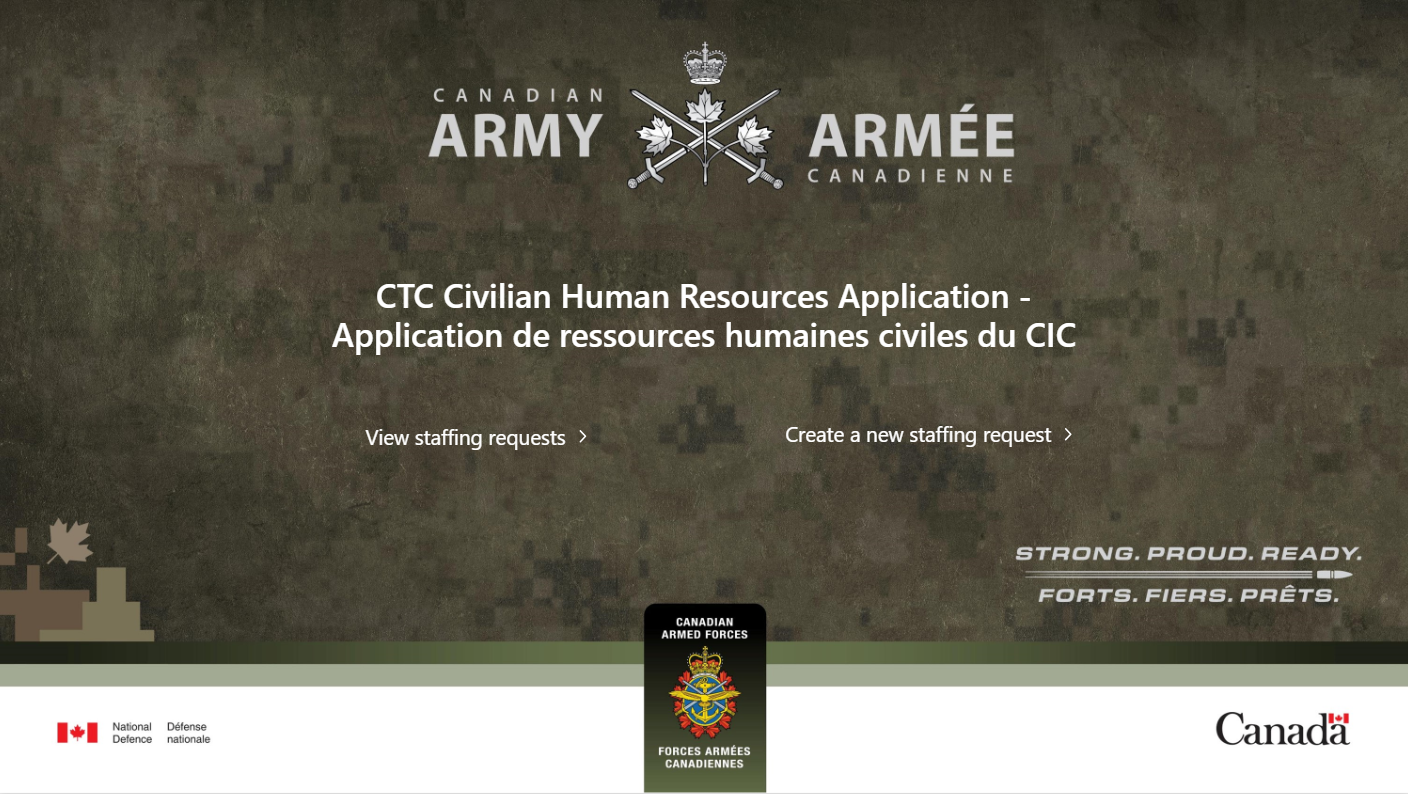 CANADIAN
ARMY
ARMÉE
CANADIENNE
CTC Civilian Human Resources Application -
Application de ressources humaines civiles du CIC
View staffing requests
Create a new staffing request
STRONG. PROUD. READY.
FORTS. FIERS. PRÊTS.
CANADIAN
ARMED FORCES
FORCES ARMÉES
CANADIENNES
National
Defence
Défense
nationale
Canada